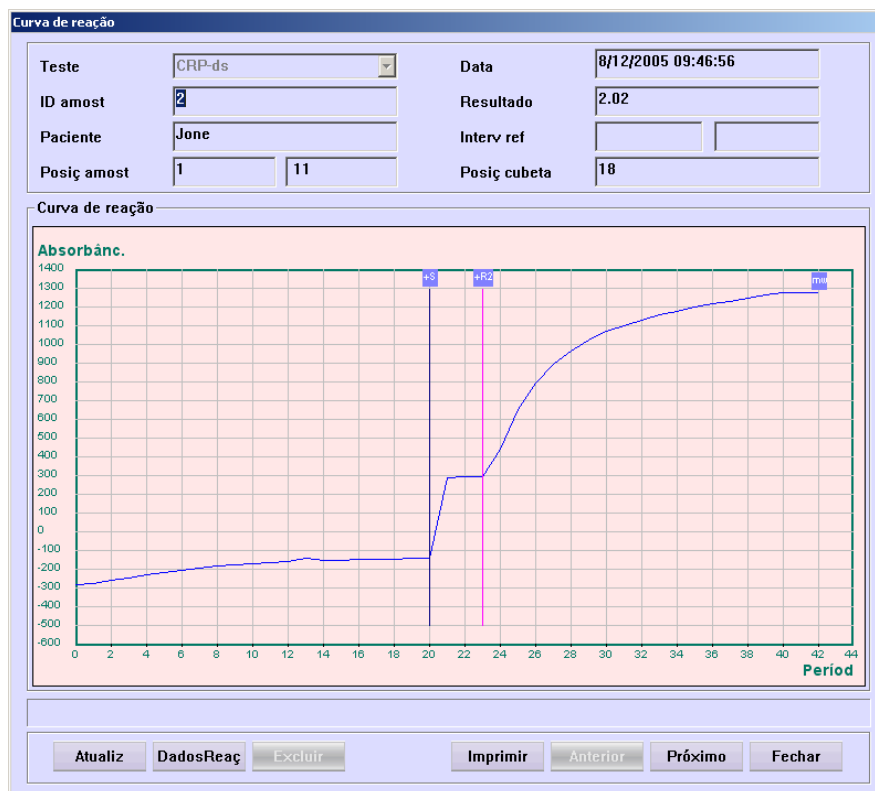 Curva de reação
Teste CRP-ds Data 8/12/2005 09:46:56
ID amost 2 Resultado 2.02
Paciente Jone Interv ref
Posiç amost 1 11 Posiç cubeta 18
Curva de reação
Absorbânc.
1400
1300
1200
1100
1000
900
800
700
600
500
400
300
200
100
0
-100
-200
-300
-400
-500
-600
+S +R2
0 2 4 6 8 10 12 14 16 18 20 22 24 26 28 30 32 34 36 38 40 42 44
Períod
Atualiz DadosReaç Excluir Imprimir Anterior Próximo Fechar